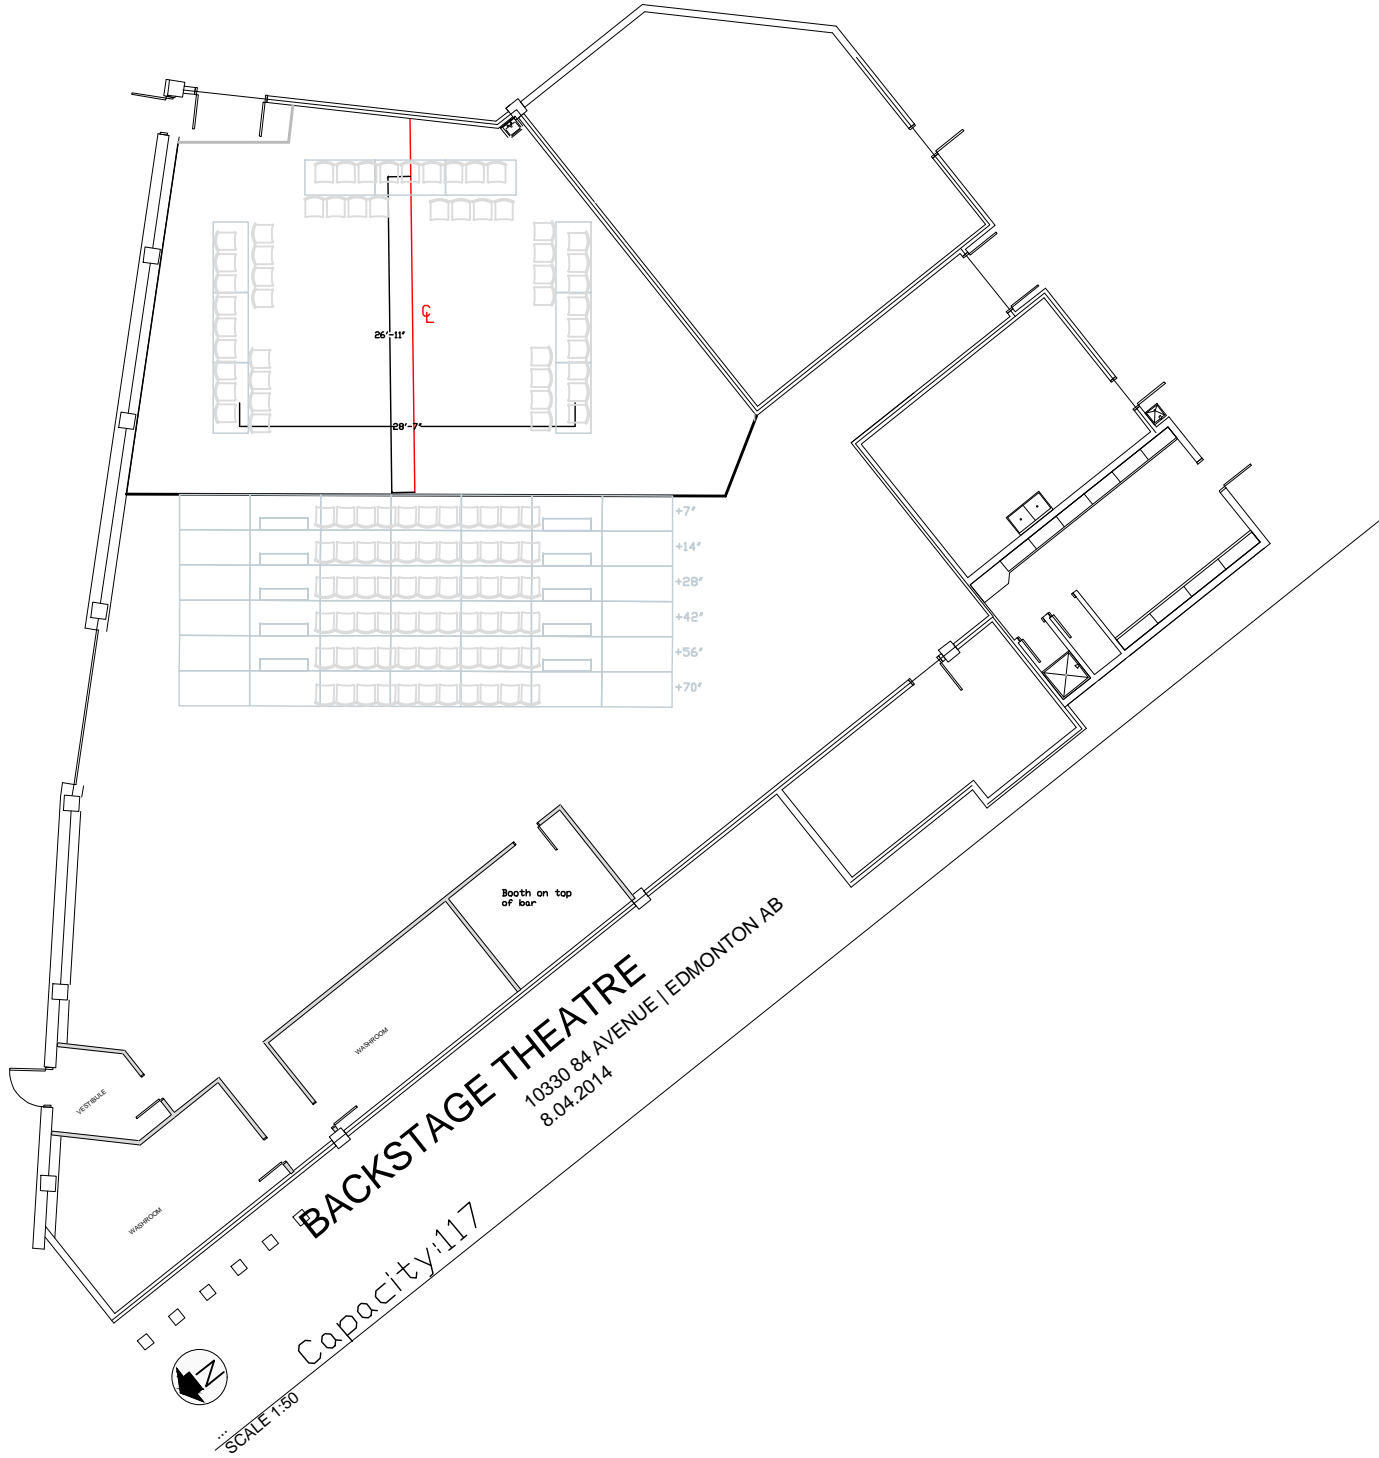 ℄
26'-11"
28'-7"
+7"
+14"
+28"
+42"
+56"
+70"
Booth on top
of bar
WASHROOM
VESTIBULE
WASHROOM
BACKSTAGE THEATRE
10330 84 AVENUE | EDMONTON AB
8.04.2014
Capacity:117
N
...
SCALE 1:50